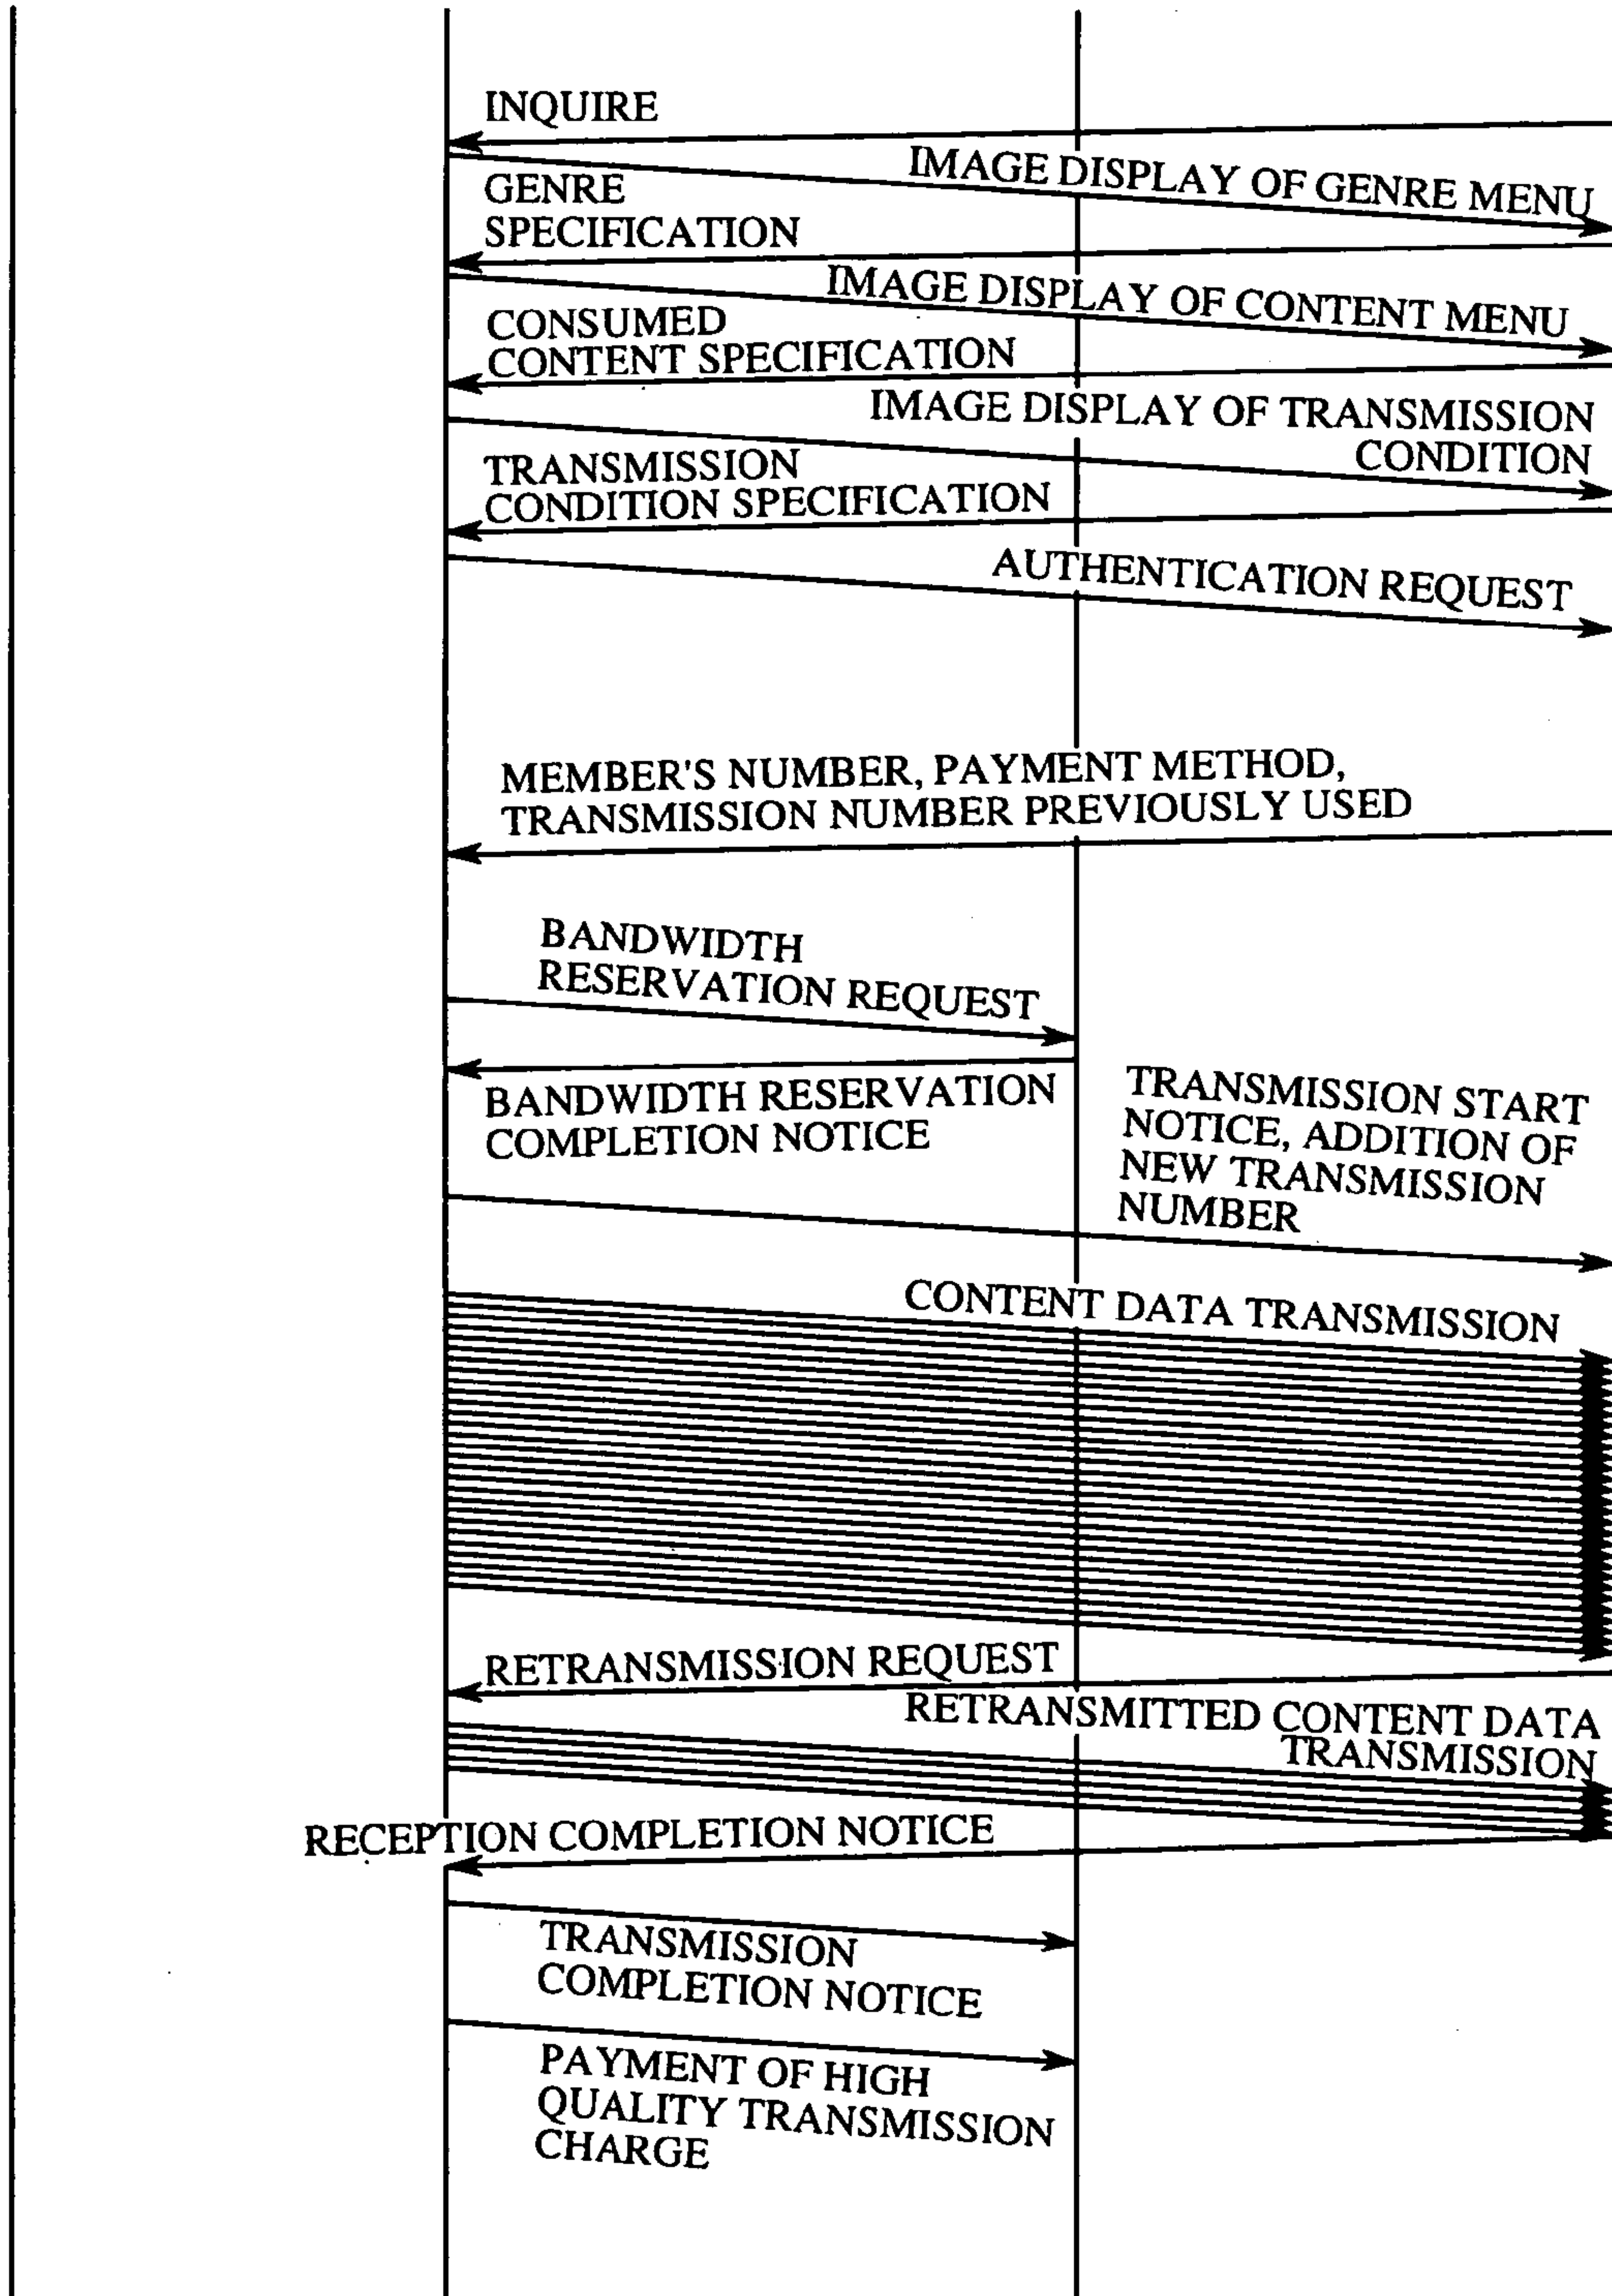 INQUIRE
IMAGE DISPLAY OF GENRE MENU
GENRE
SPECIFICATION
IMAGE DISPLAY OF CONTENT MENU
CONSUMED
CONTENT SPECIFICATION
IMAGE DISPLAY OF TRANSMISSION
CONDITION
TRANSMISSION
CONDITION SPECIFICATION
AUTHENTICATION REQUEST
MEMBER'S NUMBER, PAYMENT METHOD,
TRANSMISSION NUMBER PREVIOUSLY USED
BANDWIDTH
RESERVATION REQUEST
BANDWIDTH RESERVATION
COMPLETION NOTICE
TRANSMISSION START
NOTICE, ADDITION OF
NEW TRANSMISSION
NUMBER
CONTENT DATA TRANSMISSION
RETRANSMISSION REQUEST
RETRANSMITTED CONTENT DATA
TRANSMISSION
RECEPTION COMPLETION NOTICE
TRANSMISSION
COMPLETION NOTICE
PAYMENT OF HIGH
QUALITY TRANSMISSION
CHARGE